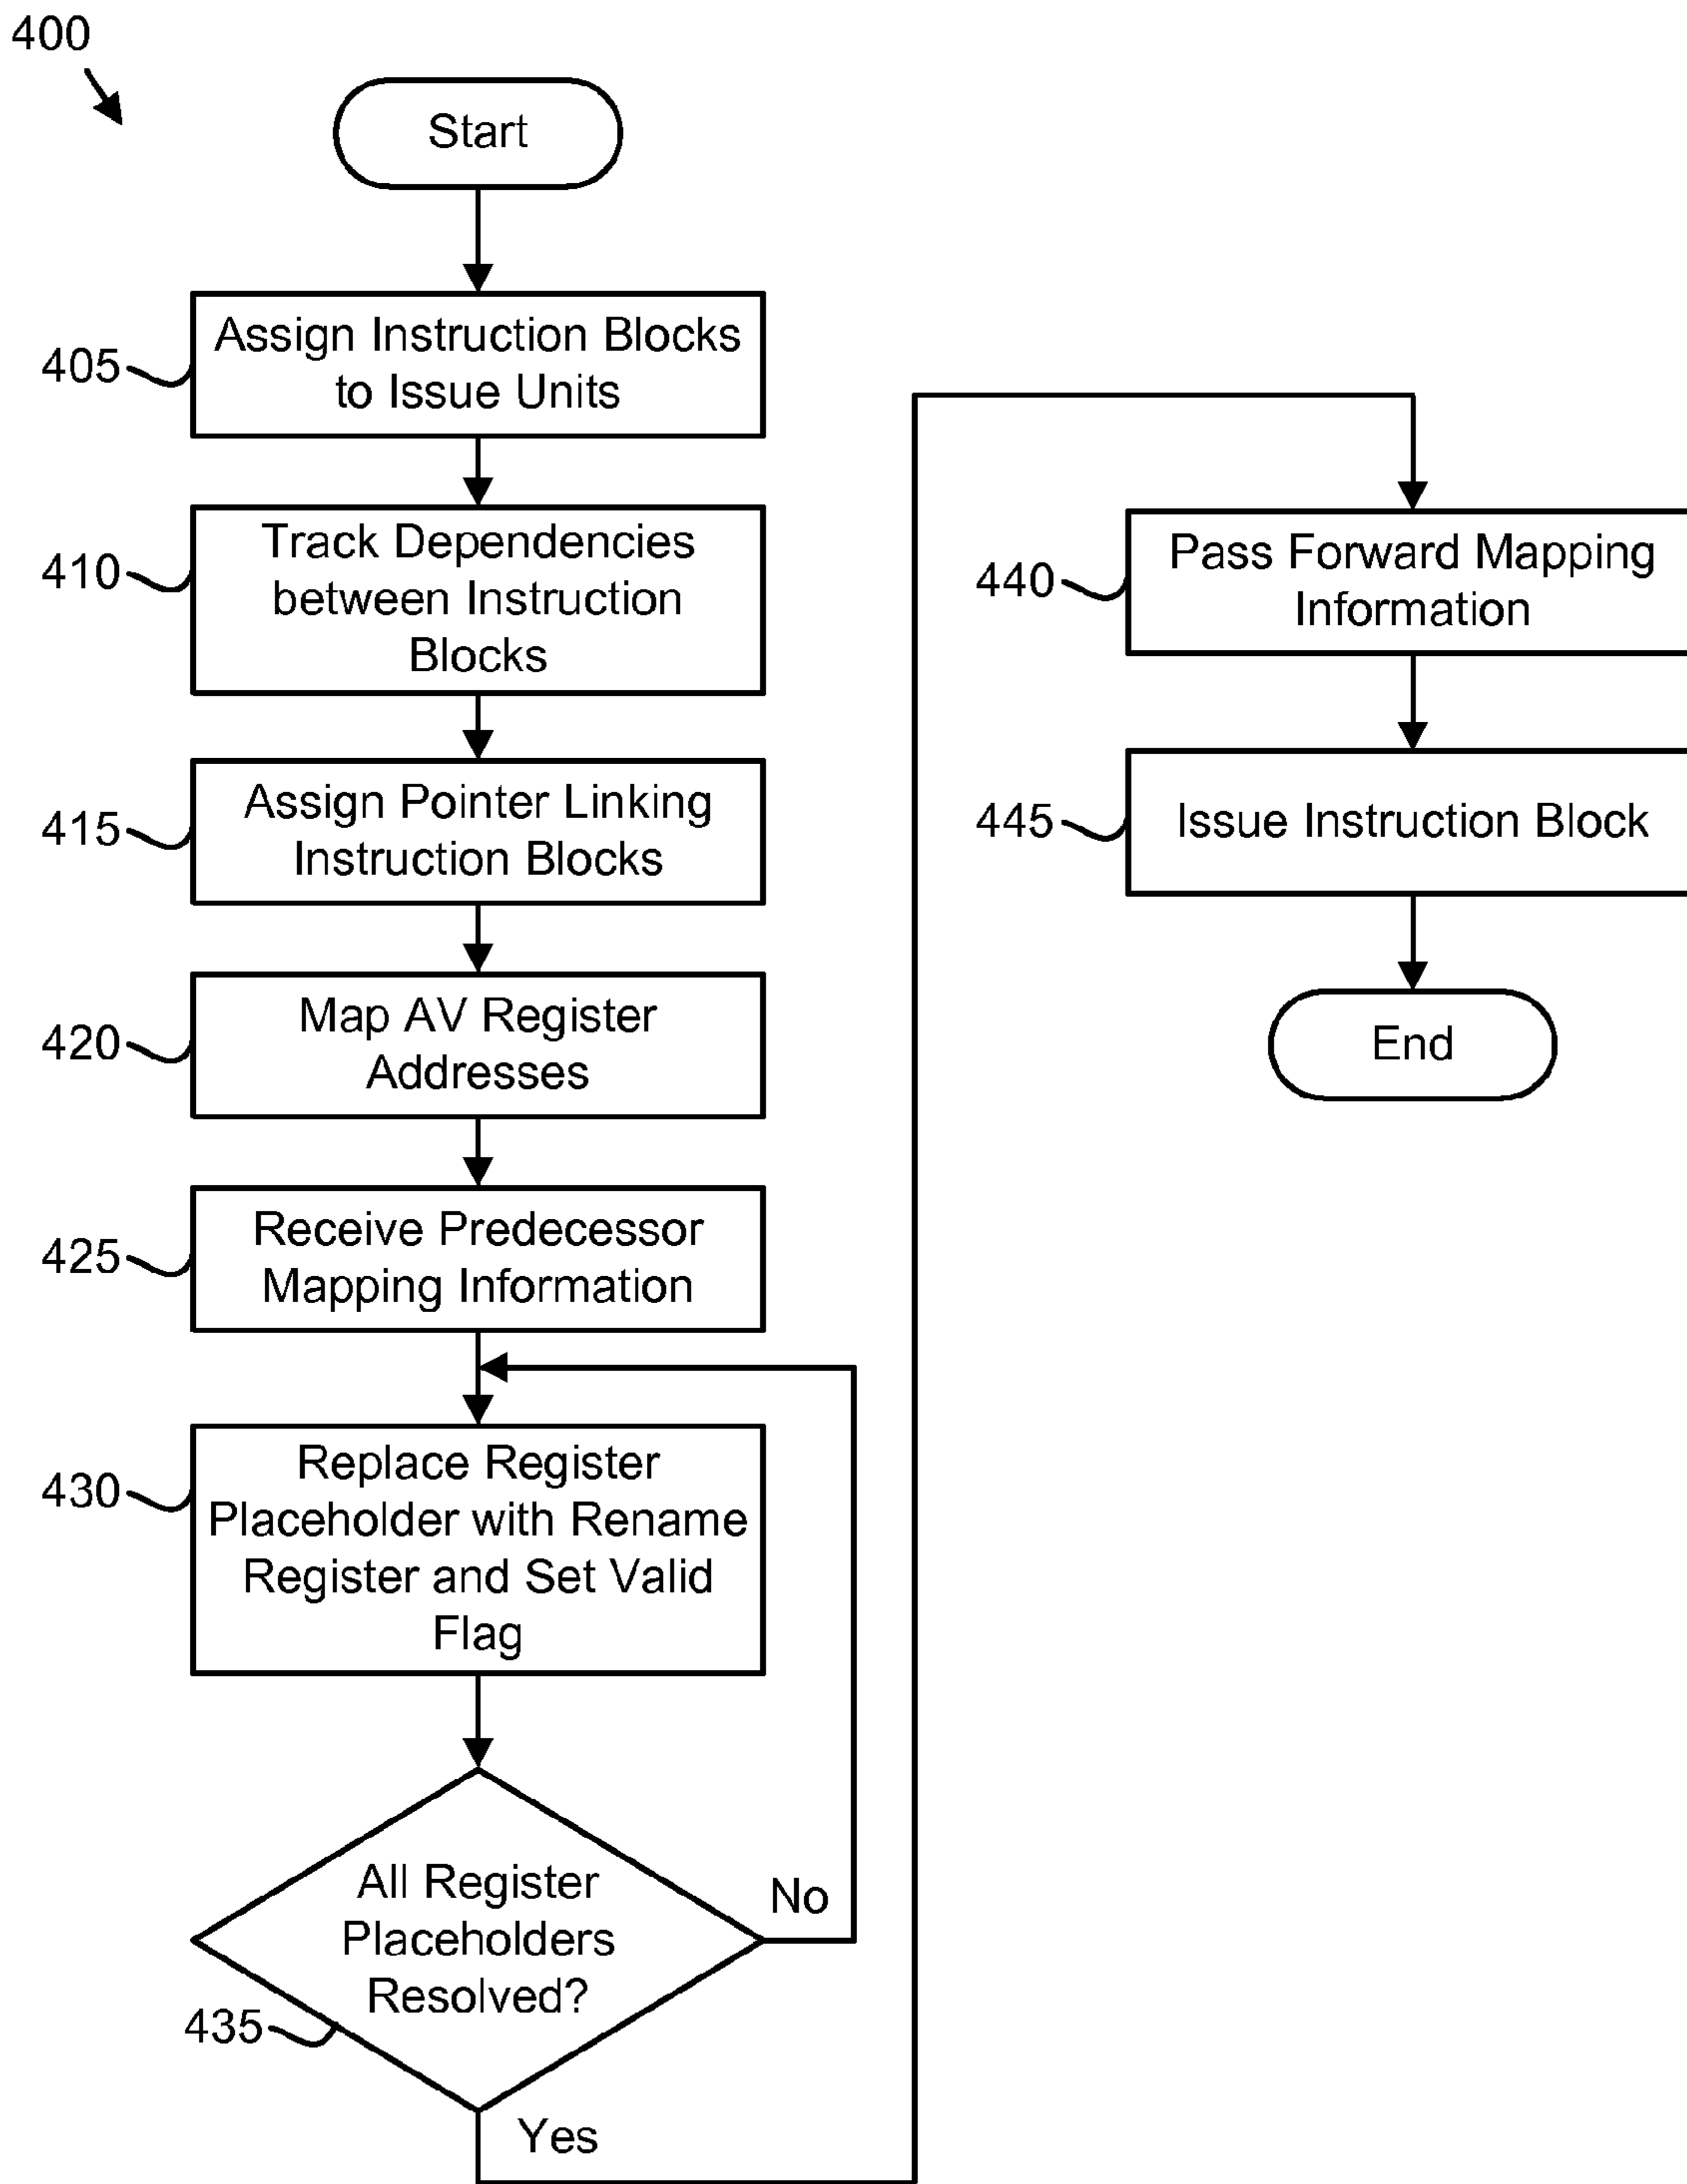 400
Start
405
Assign Instruction Blocks
to Issue Units
410
Track Dependencies
between Instruction
Blocks
415
Assign Pointer Linking
Instruction Blocks
420
Map AV Register
Addresses
425
Receive Predecessor
Mapping Information
430
Replace Register
Placeholder with Rename
Register and Set Valid
Flag
All Register
Placeholders
Resolved?
435
No
Yes
440
Pass Forward Mapping
Information
445
Issue Instruction Block
End